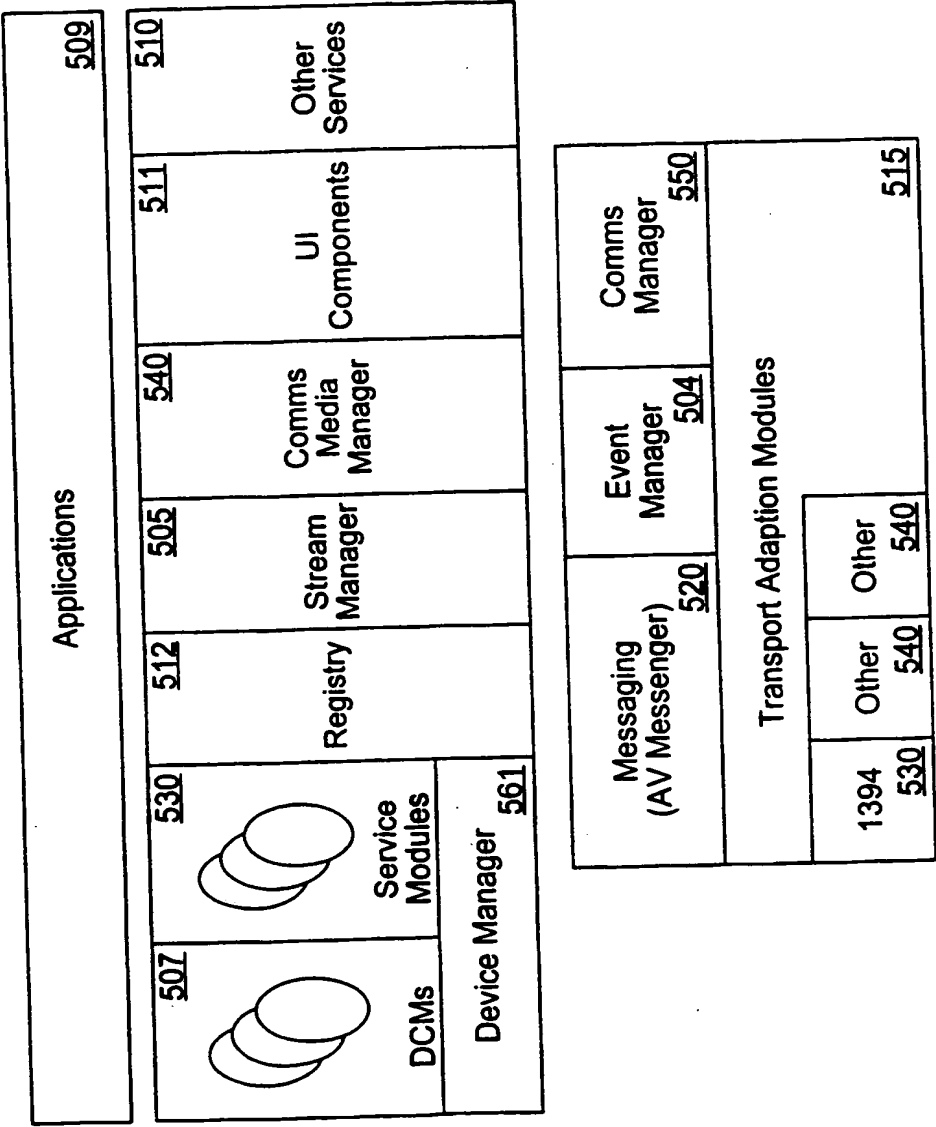 Applications
509
507
DCMs
530
Service
Modules
Device Manager
561
512
Registry
505
Stream
Manager
540
Comms
Media
Manager
511
UI
Components
510
Other
Services
Messaging
(AV Messenger)
520
Event
Manager
504
Comms
Manager
550
Transport Adaption Modules
515
1394
530
Other
540
Other
540